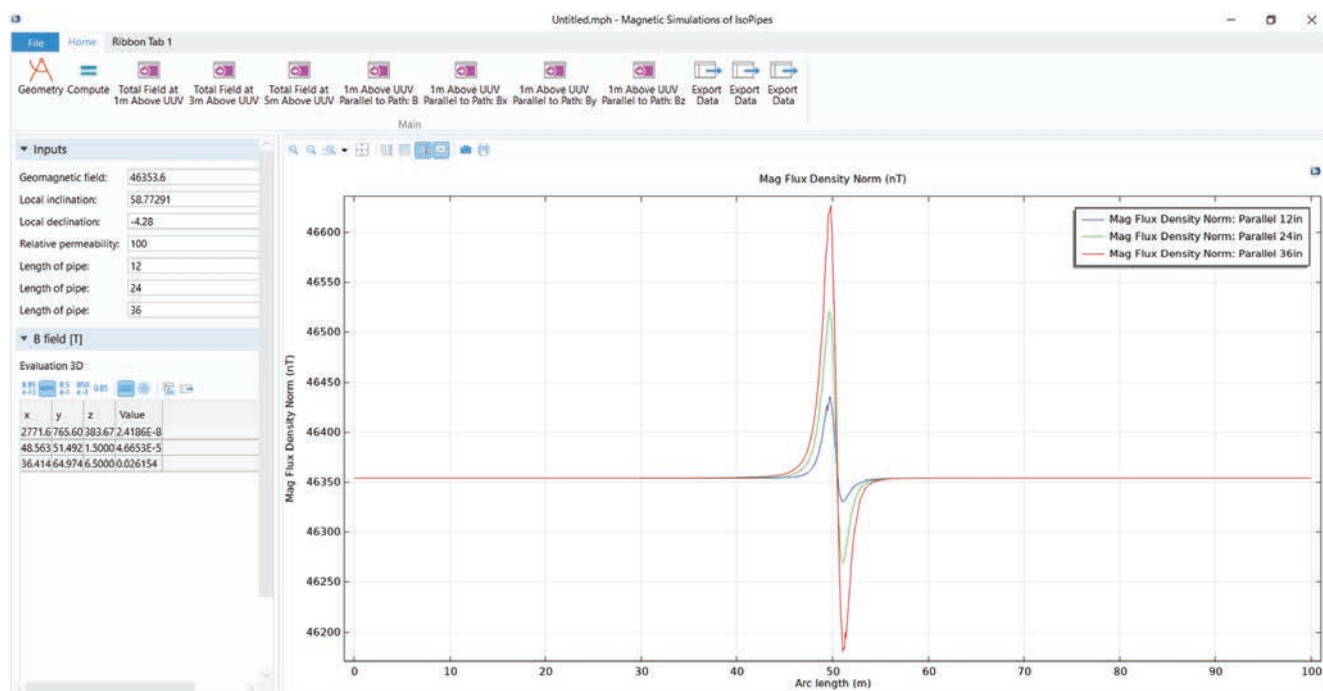 Untitled.mph - Magnetic Simulations of IsoPipes
File Home Ribbon Tab 1
Geometry Compute Total Field at 1m Above UUV Total Field at 3m Above UUV Total Field at 5m Above UUV 1m Above UUV Parallel to Path: B 1m Above UUV Parallel to Path: Bx 1m Above UUV Parallel to Path: By 1m Above UUV Parallel to Path: Bz Export Data Export Data Export Data
Main
Inputs
Geomagnetic field: 46353.6
Local inclination: 58.77291
Local declination: -4.28
Relative permeability: 100
Length of pipe: 12
Length of pipe: 24
Length of pipe: 36
B field [T]
Evaluation 3D
x y z Value
2771.6 765.60 383.67 2.4186E-8
48.563 51.492 1.5000 4.6653E-5
36.414 64.974 6.5000 0.026154
Mag Flux Density Norm (nT)
Mag Flux Density Norm: Parallel 12in
Mag Flux Density Norm: Parallel 24in
Mag Flux Density Norm: Parallel 36in
Mag Flux Density Norm (nT)
46600
46550
46500
46450
46400
46350
46300
46250
46200
0 10 20 30 40 50 60 70 80 90 100
Arc length (m)